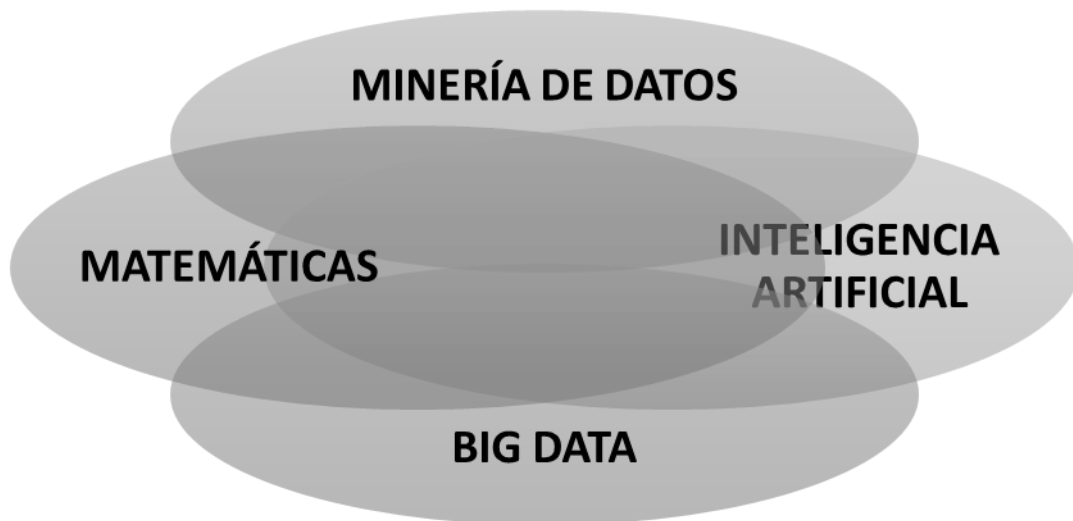 MINERÍA DE DATOS
MATEMÁTICAS
INTELIGENCIA
ARTIFICIAL
BIG DATA